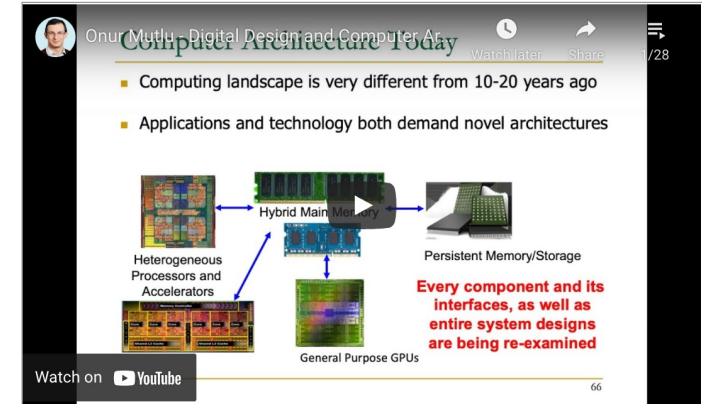 Onur Mutlu - Digital Design and Computer Ar...
Computer Architecture Today
Watch later
Share
1/28
Computing landscape is very different from 10-20 years ago
Applications and technology both demand novel architectures
Hybrid Main Memory
Heterogeneous
Processors and
Accelerators
Persistent Memory/Storage
Every component and its
interfaces, as well as
entire system designs
are being re-examined
General Purpose GPUs
Watch on YouTube
66